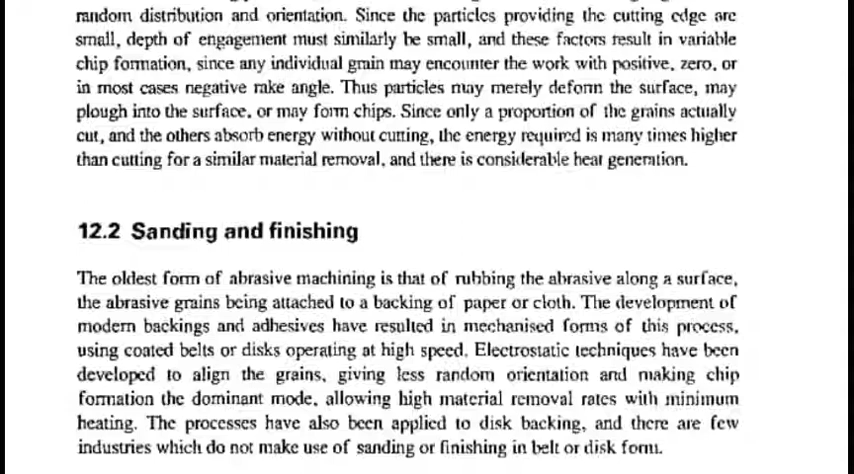 random distribution and orientation. Since the particles providing the cutting edge are
small, depth of engagement must similarly be small, and these factors result in variable
chip formation, since any individual grain may encounter the work with positive, zero, or
in most cases negative rake angle. Thus particles may merely deform the surface, may
plough into the surface, or may form chips. Since only a proportion of the grains actually
cut, and the others absorb energy without cutting, the energy required is many times higher
than cutting for a similar material removal, and there is considerable heat generation.
12.2 Sanding and finishing
The oldest form of abrasive machining is that of rubbing the abrasive along a surface,
the abrasive grains being attached to a backing of paper or cloth. The development of
modern backings and adhesives have resulted in mechanised forms of this process,
using coated belts or disks operating at high speed. Electrostatic techniques have been
developed to align the grains, giving less random orientation and making chip
formation the dominant mode, allowing high material removal rates with minimum
heating. The processes have also been applied to disk backing, and there are few
industries which do not make use of sanding or finishing in belt or disk form.